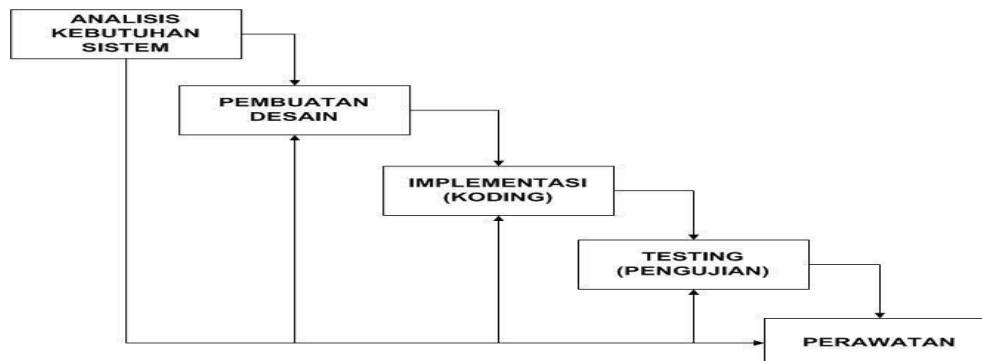 ANALISIS
KEBUTUHAN
SISTEM
PEMBUATAN
DESAIN
IMPLEMENTASI
(KODING)
TESTING
(PENGUJIAN)
PERAWATAN